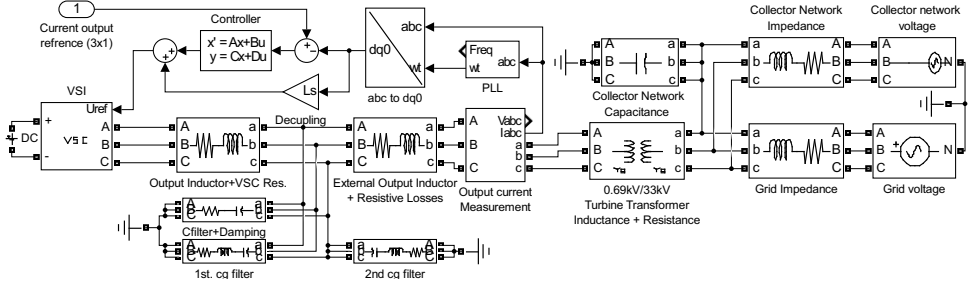 1
Current output
refrence (3x1)
Controller
x' = Ax+Bu
y = Cx+Du
+
-
+
+
Ls
Decupling
dq0
abc
wt
abc to dq0
Freq
wt
abc
PLL
VSI
DC
+
-
Uref
VSC
A
B
C
A
B
C
a
b
c
Output Inductor+VSC Res.
A
B
C
a
b
c
External Output Inductor
+ Resistive Losses
A
B
C
Vabc
Iabc
a
b
c
Output current
Measurement
A
B
C
a
b
c
Collector Network
Capacitance
A
B
C
a
b
c
0.69kV/33kV
Turbine Transformer
Inductance + Resistance
Collector Network
Impedance
a
b
c
A
B
C
Collector network
voltage
A
B
C
N
a
b
c
A
B
C
Grid Impedance
A
B
C
N
+
Grid voltage
A
B
C
a
b
c
Cfilter+Damping
A
B
C
a
b
c
1st. cg filter
a
b
c
A
B
C
2nd cg filter